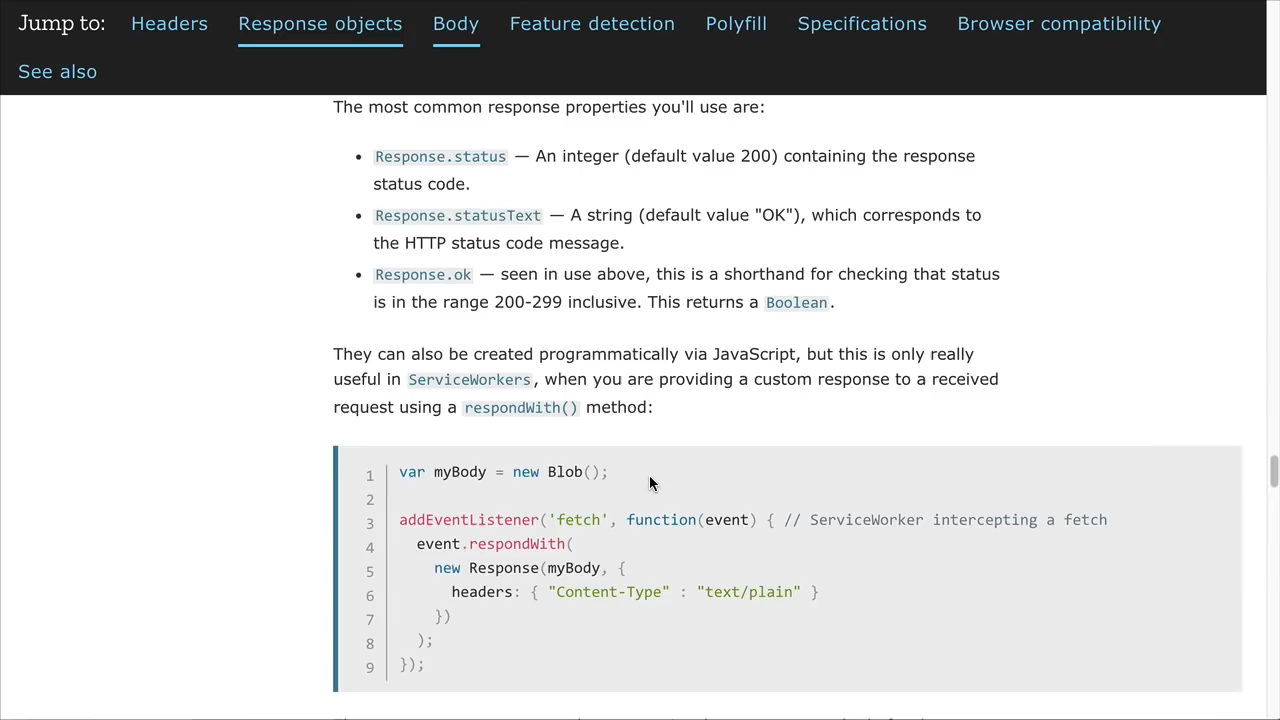 Jump to: Headers Response objects Body Feature detection Polyfill Specifications Browser compatibility
See also
The most common response properties you'll use are:
• Response.status — An integer (default value 200) containing the response
status code.
• Response.statusText — A string (default value "OK"), which corresponds to
the HTTP status code message.
• Response.ok — seen in use above, this is a shorthand for checking that status
is in the range 200-299 inclusive. This returns a Boolean.
They can also be created programmatically via JavaScript, but this is only really
useful in ServiceWorkers, when you are providing a custom response to a received
request using a respondWith() method:
1 var myBody = new Blob();
2
3 addEventListener('fetch', function(event) { // ServiceWorker intercepting a fetch
4 event.respondWith(
5 new Response(myBody, {
6 headers: { "Content-Type" : "text/plain" }
7 })
8 );
9 });